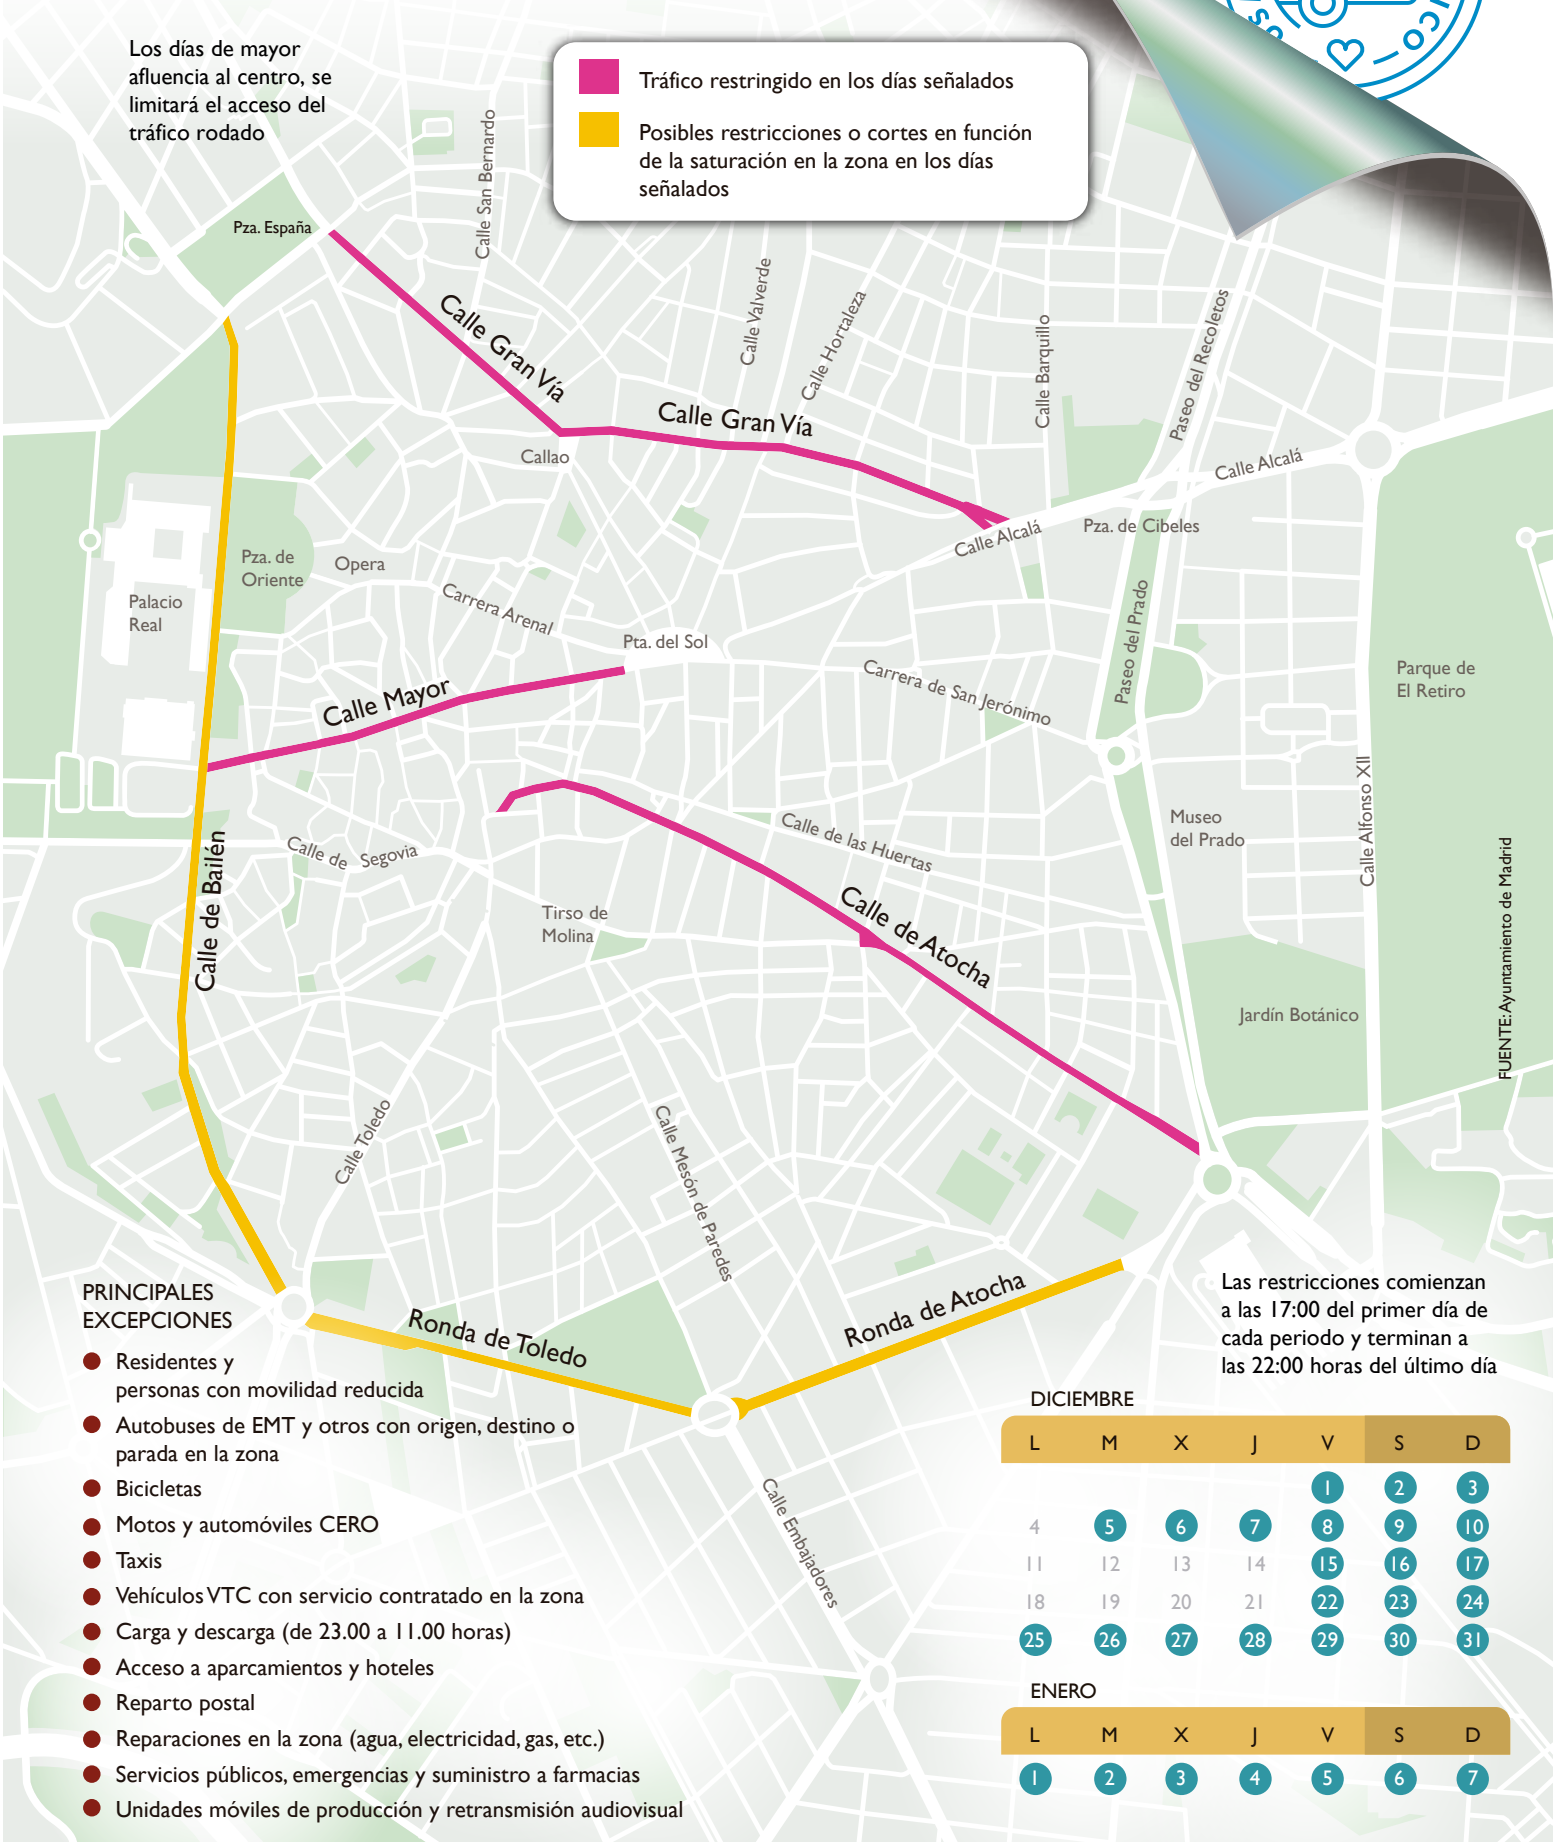 Los días de mayor
afluencia al centro, se
limitará el acceso del
tráfico rodado
Tráfico restringido en los días señalados
Posibles restricciones o cortes en función
de la saturación en la zona en los días
señalados
Pza. España
Calle San Bernardo
Calle Gran Vía
Calle Valverde
Calle Hortaleza
Calle Barquillo
Paseo del Recoletos
Calle Gran Vía
Callao
Calle Alcalá
Calle Alcalá
Pza. de Cibeles
Pza. de
Oriente
Opera
Palacio
Real
Carrera Arenal
Pta. del Sol
Calle Mayor
Carrera de San Jerónimo
Paseo del Prado
Parque de
El Retiro
Calle de Bailén
Calle de Segovia
Calle de las Huertas
Museo
del Prado
Calle Alfonso XII
Tirso de
Molina
Calle de Atocha
Jardín Botánico
FUENTE: Ayuntamiento de Madrid
Calle Toledo
Calle Mesón de Paredes
Ronda de Toledo
Ronda de Atocha
Calle Embajadores
PRINCIPALES
EXCEPCIONES
Residentes y
personas con movilidad reducida
Autobuses de EMT y otros con origen, destino o
parada en la zona
Bicicletas
Motos y automóviles CERO
Taxis
Vehículos VTC con servicio contratado en la zona
Carga y descarga (de 23.00 a 11.00 horas)
Acceso a aparcamientos y hoteles
Reparto postal
Reparaciones en la zona (agua, electricidad, gas, etc.)
Servicios públicos, emergencias y suministro a farmacias
Unidades móviles de producción y retransmisión audiovisual
Las restricciones comienzan
a las 17:00 del primer día de
cada periodo y terminan a
las 22:00 horas del último día
DICIEMBRE
L M X J V S D
1 2 3
4 5 6 7 8 9 10
11 12 13 14 15 16 17
18 19 20 21 22 23 24
25 26 27 28 29 30 31
ENERO
L M X J V S D
1 2 3 4 5 6 7